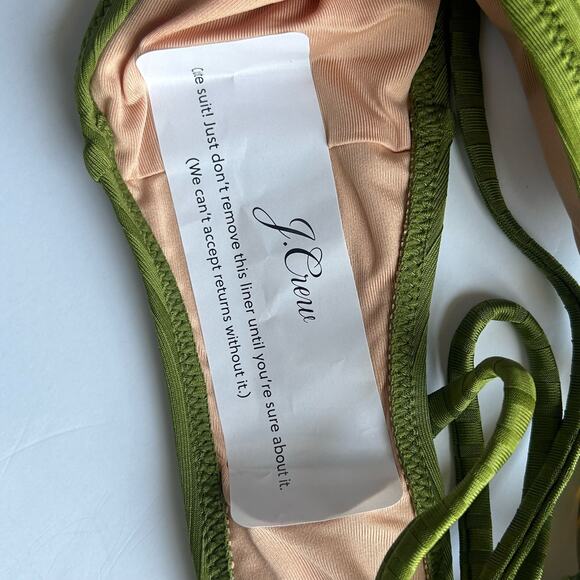 J.Crew
Cute suit! Just don't remove this liner until you're sure about it.
(We can't accept returns without it.)